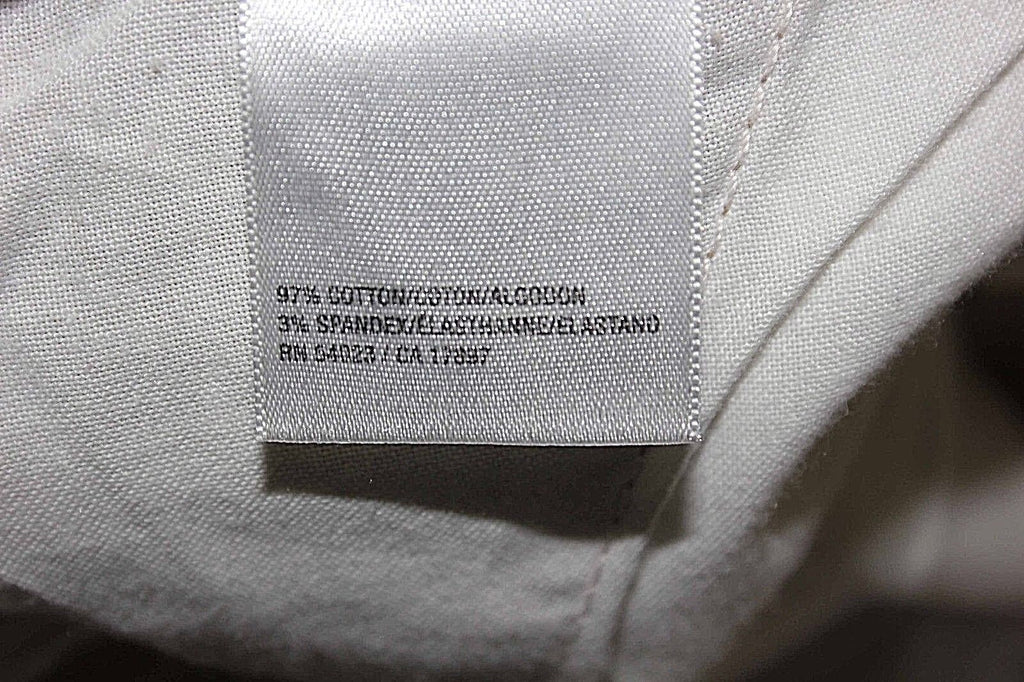 97% COTTON/COTON/ALGODON
3% SPANDEX/ÉLASTHANNE/ELASTANO
RN 54023 / CA 17897